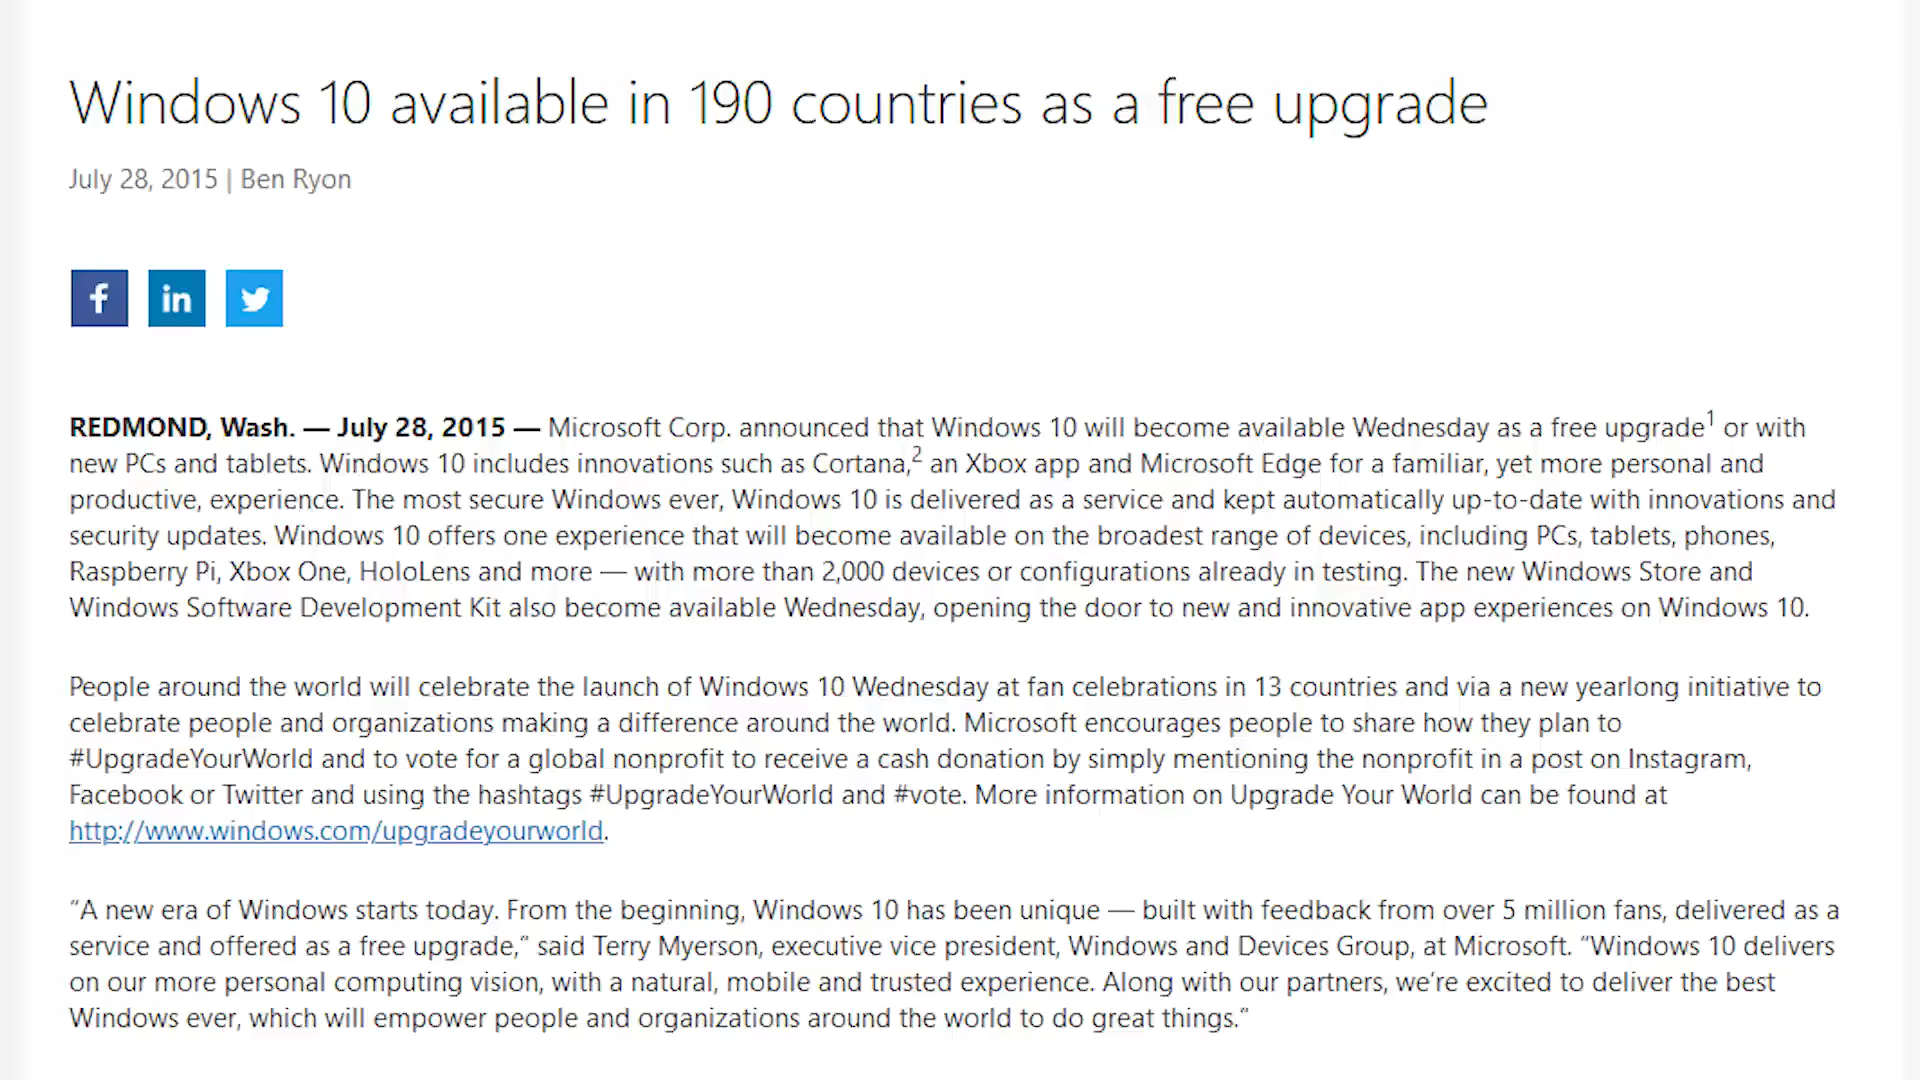 Windows 10 available in 190 countries as a free upgrade
July 28, 2015 | Ben Ryon
f in
REDMOND, Wash. — July 28, 2015 — Microsoft Corp. announced that Windows 10 will become available Wednesday as a free upgrade¹ or with
new PCs and tablets. Windows 10 includes innovations such as Cortana,² an Xbox app and Microsoft Edge for a familiar, yet more personal and
productive, experience. The most secure Windows ever, Windows 10 is delivered as a service and kept automatically up-to-date with innovations and
security updates. Windows 10 offers one experience that will become available on the broadest range of devices, including PCs, tablets, phones,
Raspberry Pi, Xbox One, HoloLens and more — with more than 2,000 devices or configurations already in testing. The new Windows Store and
Windows Software Development Kit also become available Wednesday, opening the door to new and innovative app experiences on Windows 10.
People around the world will celebrate the launch of Windows 10 Wednesday at fan celebrations in 13 countries and via a new yearlong initiative to
celebrate people and organizations making a difference around the world. Microsoft encourages people to share how they plan to
#UpgradeYourWorld and to vote for a global nonprofit to receive a cash donation by simply mentioning the nonprofit in a post on Instagram,
Facebook or Twitter and using the hashtags #UpgradeYourWorld and #vote. More information on Upgrade Your World can be found at
http://www.windows.com/upgradeyourworld.
“A new era of Windows starts today. From the beginning, Windows 10 has been unique — built with feedback from over 5 million fans, delivered as a
service and offered as a free upgrade,” said Terry Myerson, executive vice president, Windows and Devices Group, at Microsoft. “Windows 10 delivers
on our more personal computing vision, with a natural, mobile and trusted experience. Along with our partners, we’re excited to deliver the best
Windows ever, which will empower people and organizations around the world to do great things.”